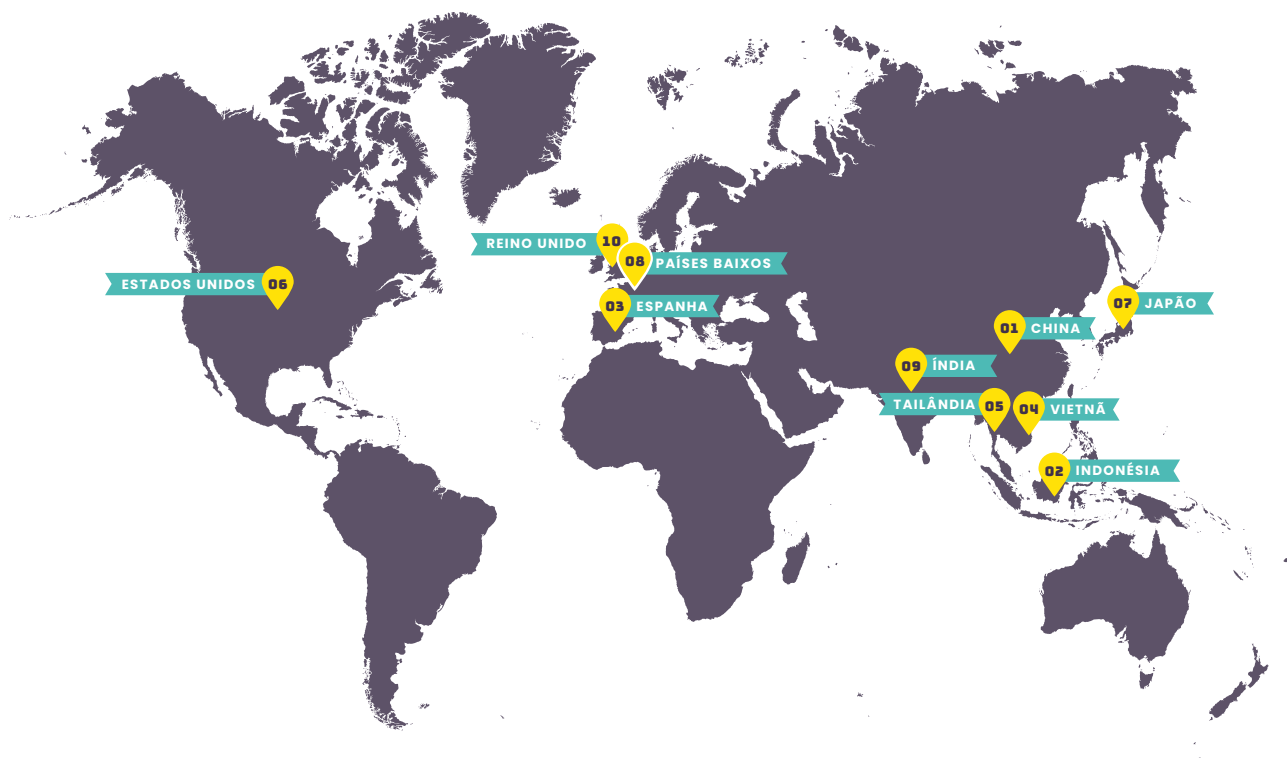 10
REINO UNIDO
08
PAÍSES BAIXOS
06
ESTADOS UNIDOS
03
ESPANHA
07
JAPÃO
01
CHINA
09
ÍNDIA
TAILÂNDIA
05
04
VIETNÃ
02
INDONÉSIA